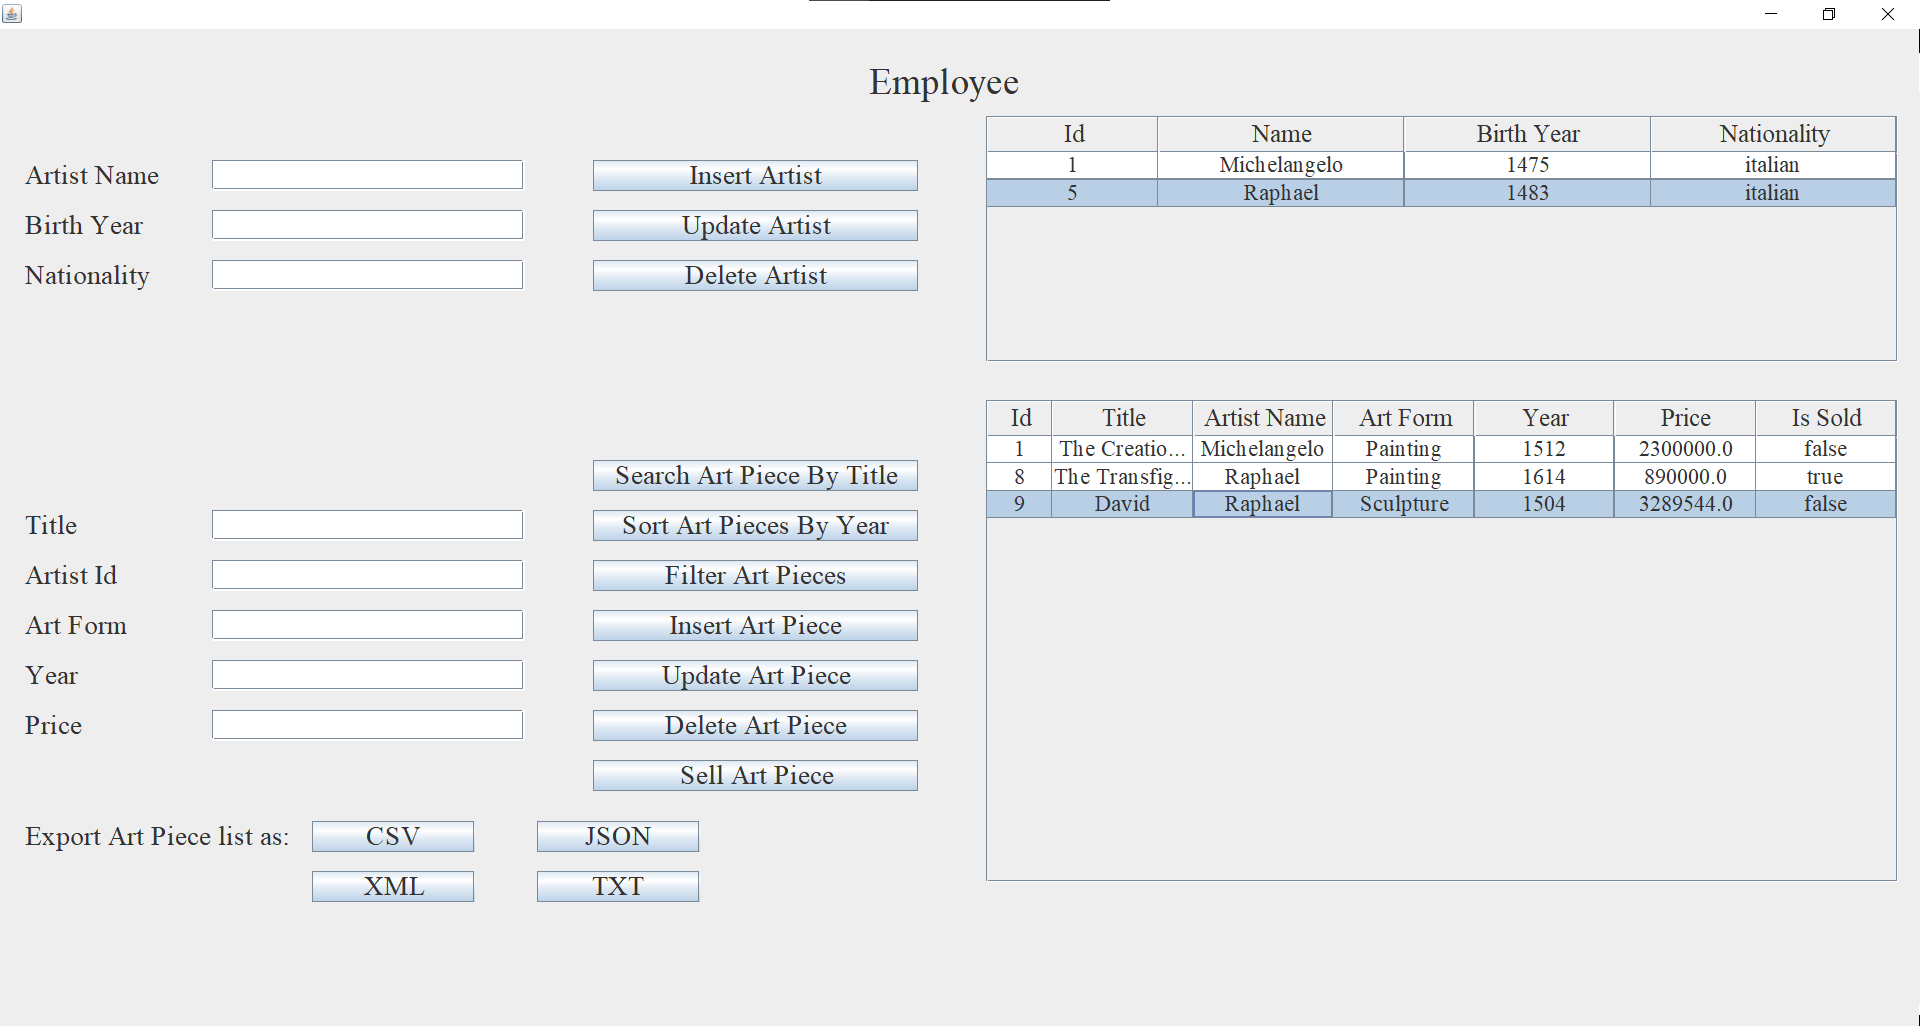 Employee
Artist Name
Insert Artist
Birth Year
Update Artist
Nationality
Delete Artist
Id Name Birth Year Nationality
1 Michelangelo 1475 italian
5 Raphael 1483 italian
Search Art Piece By Title
Title
Sort Art Pieces By Year
Artist Id
Filter Art Pieces
Art Form
Insert Art Piece
Year
Update Art Piece
Price
Delete Art Piece
Sell Art Piece
Export Art Piece list as: CSV JSON
XML TXT
Id Title Artist Name Art Form Year Price Is Sold
1 The Creatio... Michelangelo Painting 1512 2300000.0 false
8 The Transfig... Raphael Painting 1614 890000.0 true
9 David Raphael Sculpture 1504 3289544.0 false